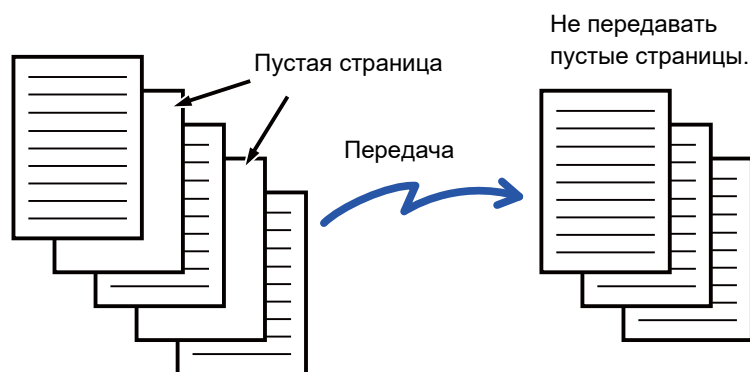 Не передавать
пустые страницы.
Пустая страница
Передача